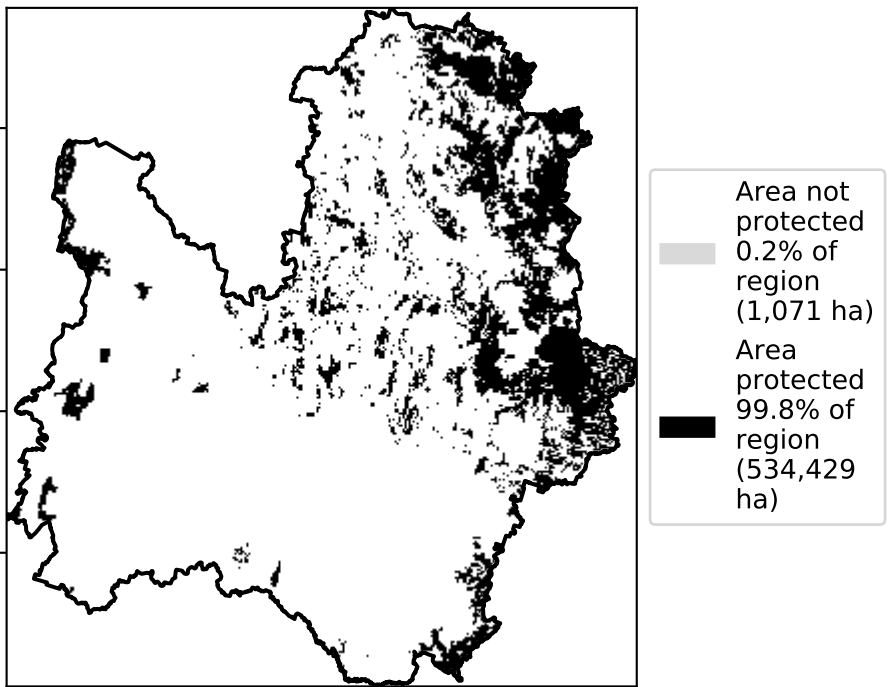 Area not
protected
0.2% of
region
(1,071 ha)
Area
protected
99.8% of
region
(534,429
ha)